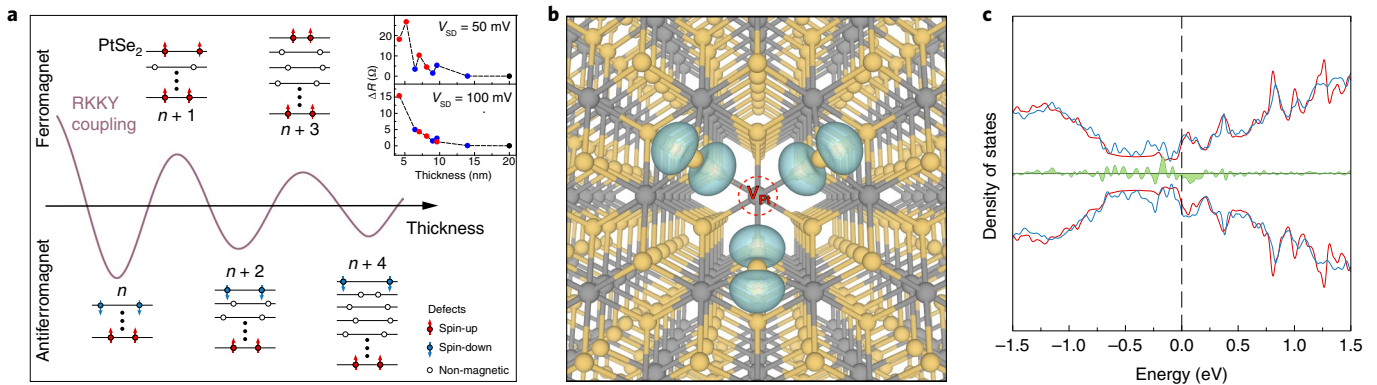 a
Ferromagnet
Antiferromagnet
PtSe2
RKKY
coupling
n + 1
n + 3
Thickness
n
n + 2
n + 4
Defects
Spin-up
Spin-down
Non-magnetic
VSD = 50 mV
20
10
0
ΔR (Ω)
VSD = 100 mV
15
10
5
0
5 10 15 20
Thickness (nm)
b
VPt
c
Density of states
−1.5 −1.0 −0.5 0.0 0.5 1.0 1.5
Energy (eV)